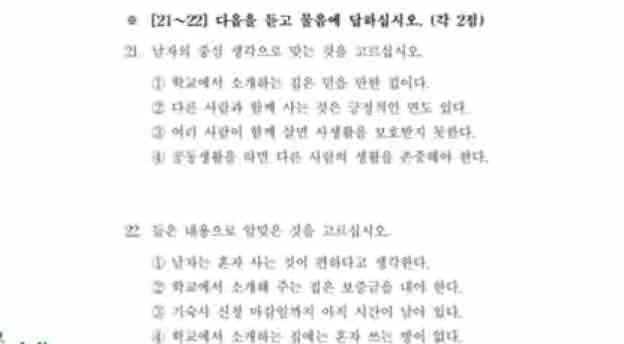 ※ [21～22] 다음을 듣고 물음에 답하십시오. (각 2점)
21. 남자의 중심 생각으로 맞는 것을 고르십시오.
① 학교에서 소개하는 집은 믿을 만한 집이다.
② 다른 사람과 함께 사는 것은 긍정적인 면도 있다.
③ 여러 사람이 함께 살면 사생활을 보호받지 못한다.
④ 공동생활을 하면 다른 사람의 생활을 존중해야 한다.
22. 들은 내용으로 알맞은 것을 고르십시오.
① 남자는 혼자 사는 것이 편하다고 생각한다.
② 학교에서 소개해 주는 집은 보증금을 내야 한다.
③ 기숙사 신청 마감일까지 아직 시간이 남아 있다.
④ 학교에서 소개하는 집에는 혼자 쓰는 방이 없다.